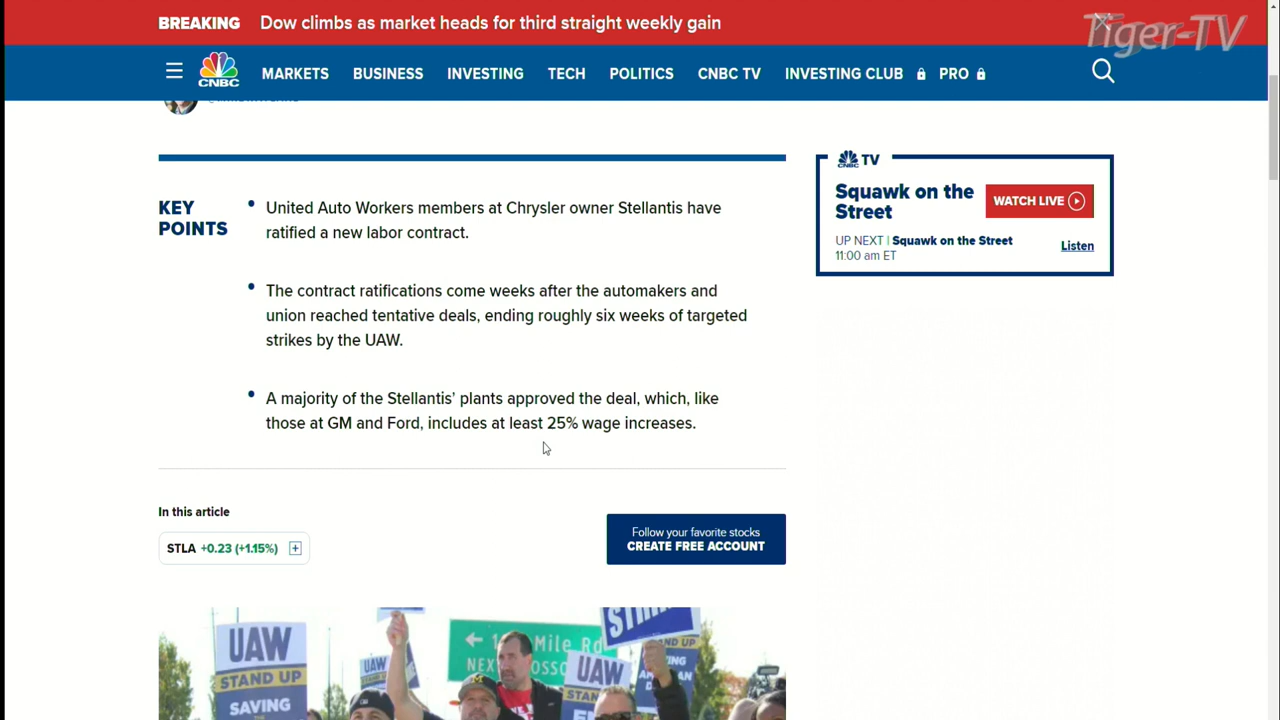 BREAKING Dow climbs as market heads for third straight weekly gain
Tiger-TV
CNBC MARKETS BUSINESS INVESTING TECH POLITICS CNBC TV INVESTING CLUB PRO
KEY POINTS
United Auto Workers members at Chrysler owner Stellantis have
ratified a new labor contract.
The contract ratifications come weeks after the automakers and
union reached tentative deals, ending roughly six weeks of targeted
strikes by the UAW.
A majority of the Stellantis’ plants approved the deal, which, like
those at GM and Ford, includes at least 25% wage increases.
CNBC TV
Squawk on the
Street
WATCH LIVE
UP NEXT | Squawk on the Street
11:00 am ET
Listen
In this article
STLA +0.23 (+1.15%)
Follow your favorite stocks
CREATE FREE ACCOUNT
UAW
STAND UP
SAVING
UAW
Mile Rd
NEX
UAW
STAND UP